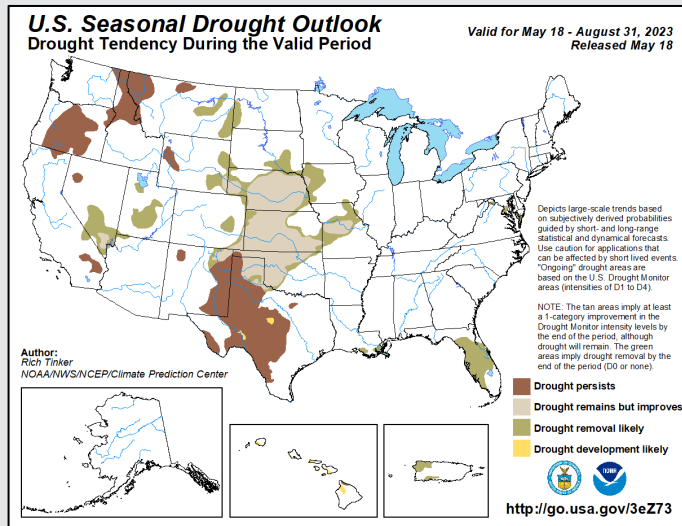 U.S. Seasonal Drought Outlook
Drought Tendency During the Valid Period
Valid for May 18 - August 31, 2023
Released May 18
Depicts large-scale trends based
on subjectively derived probabilities
guided by short- and long-range
statistical and dynamical forecasts.
Use caution for applications that
can be affected by short lived events.
"Ongoing" drought areas are
based on the U.S. Drought Monitor
areas (intensities of D1 to D4).
NOTE: The tan areas imply at least
a 1-category improvement in the
Drought Monitor intensity levels by
the end of the period, although
drought will remain. The green
areas imply drought removal by the
end of the period (D0 or none).
Author:
Rich Tinker
NOAA/NWS/NCEP/Climate Prediction Center
Drought persists
Drought remains but improves
Drought removal likely
Drought development likely
NOAA
http://go.usa.gov/3eZ73